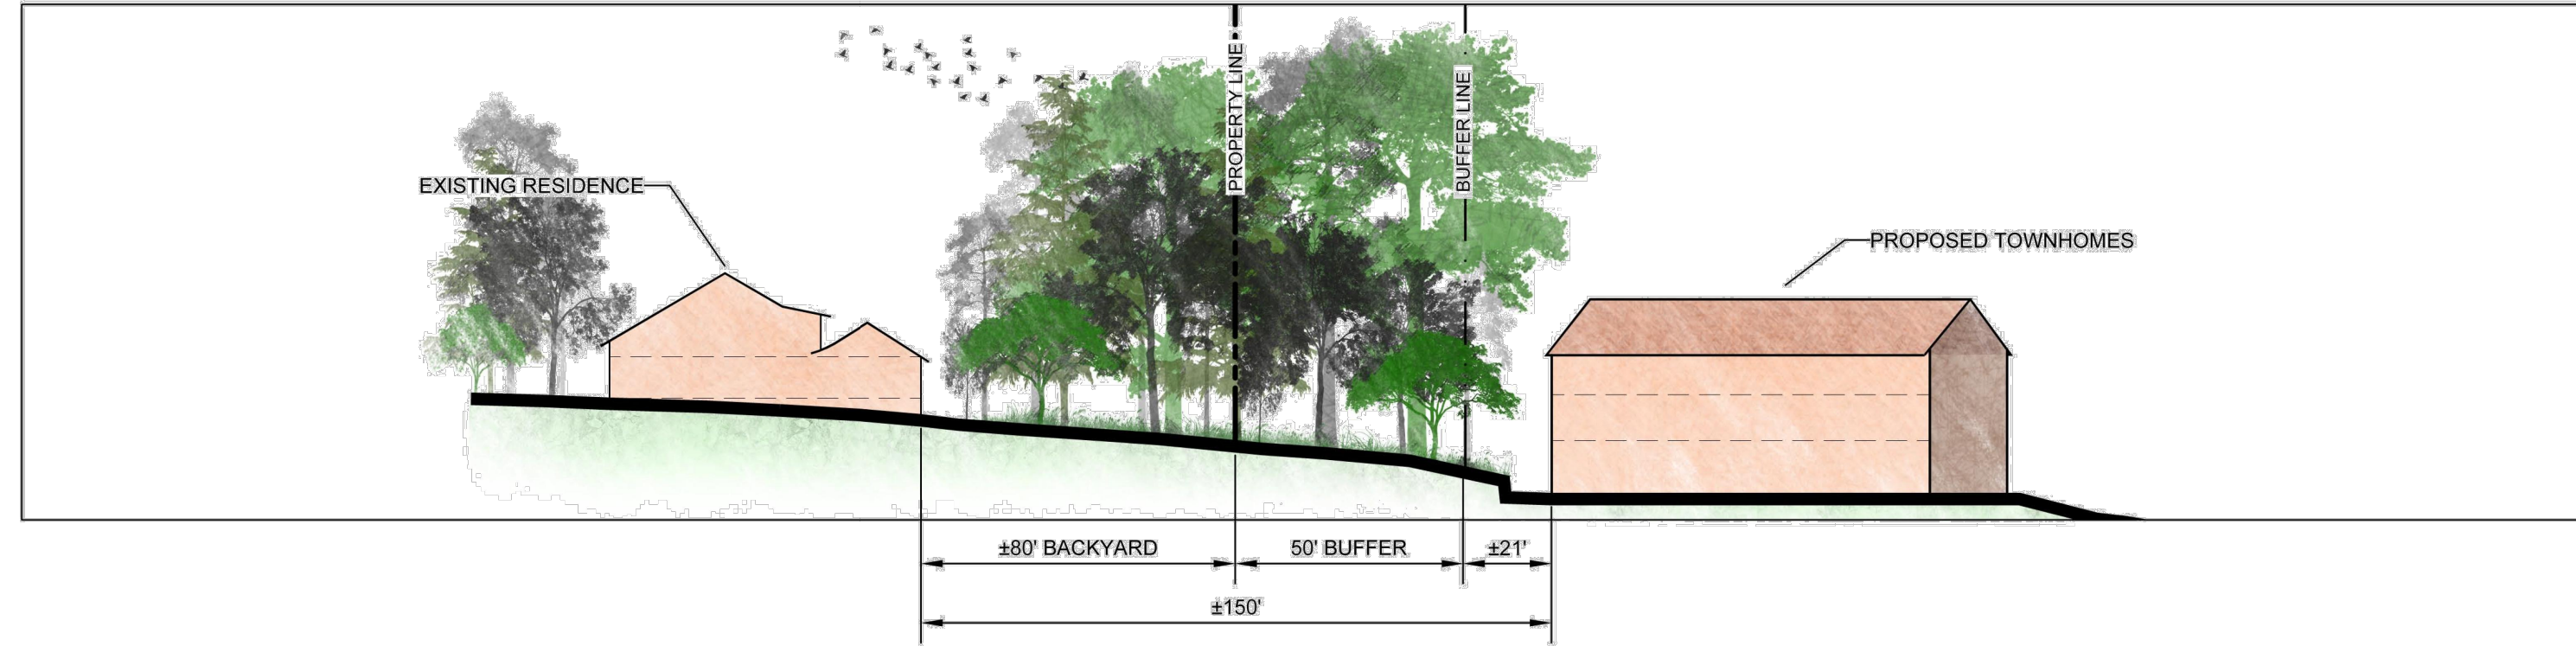 PROPERTY LINE
BUFFER LINE
EXISTING RESIDENCE
PROPOSED TOWNHOMES
±80' BACKYARD
50' BUFFER
±21'
±150'